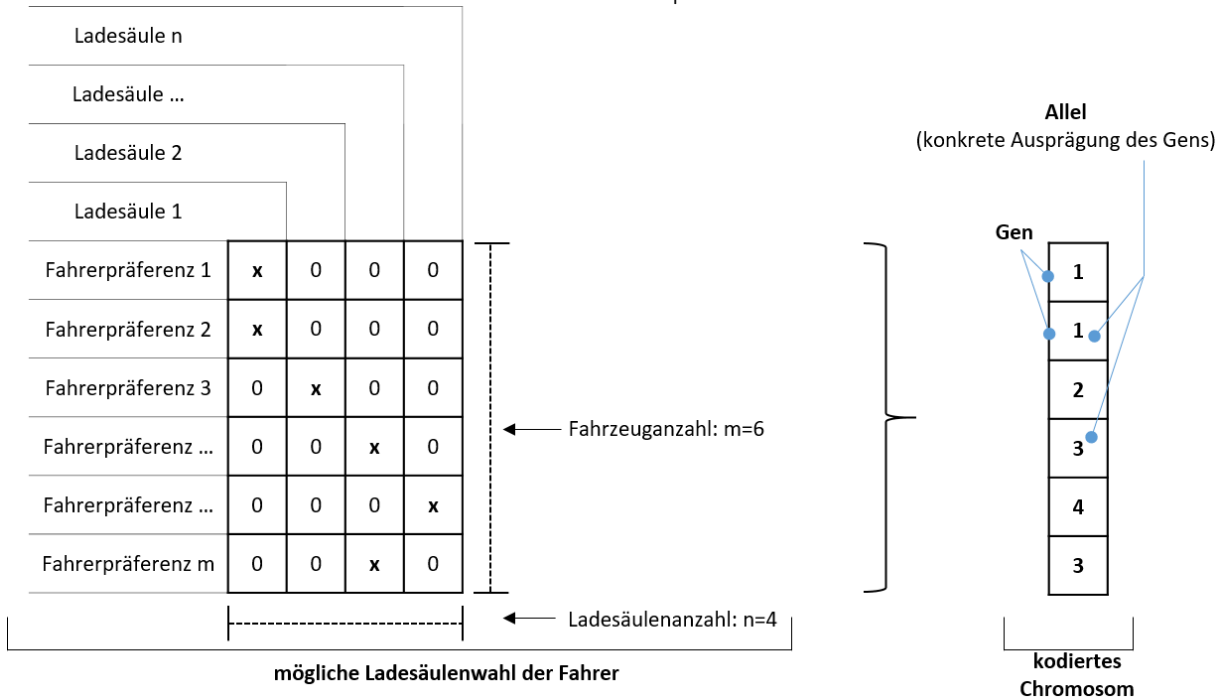 Ladesäule n
Ladesäule ...
Ladesäule 2
Ladesäule 1
Fahrerpräferenz 1 x 0 0 0
Fahrerpräferenz 2 x 0 0 0
Fahrerpräferenz 3 0 x 0 0
Fahrerpräferenz ... 0 0 x 0
Fahrerpräferenz ... 0 0 0 x
Fahrerpräferenz m 0 0 x 0
Fahrzeuganzahl: m=6
Ladesäulenanzahl: n=4
mögliche Ladesäulenwahl der Fahrer
Allel
(konkrete Ausprägung des Gens)
Gen
1
1
2
3
4
3
kodiertes
Chromosom